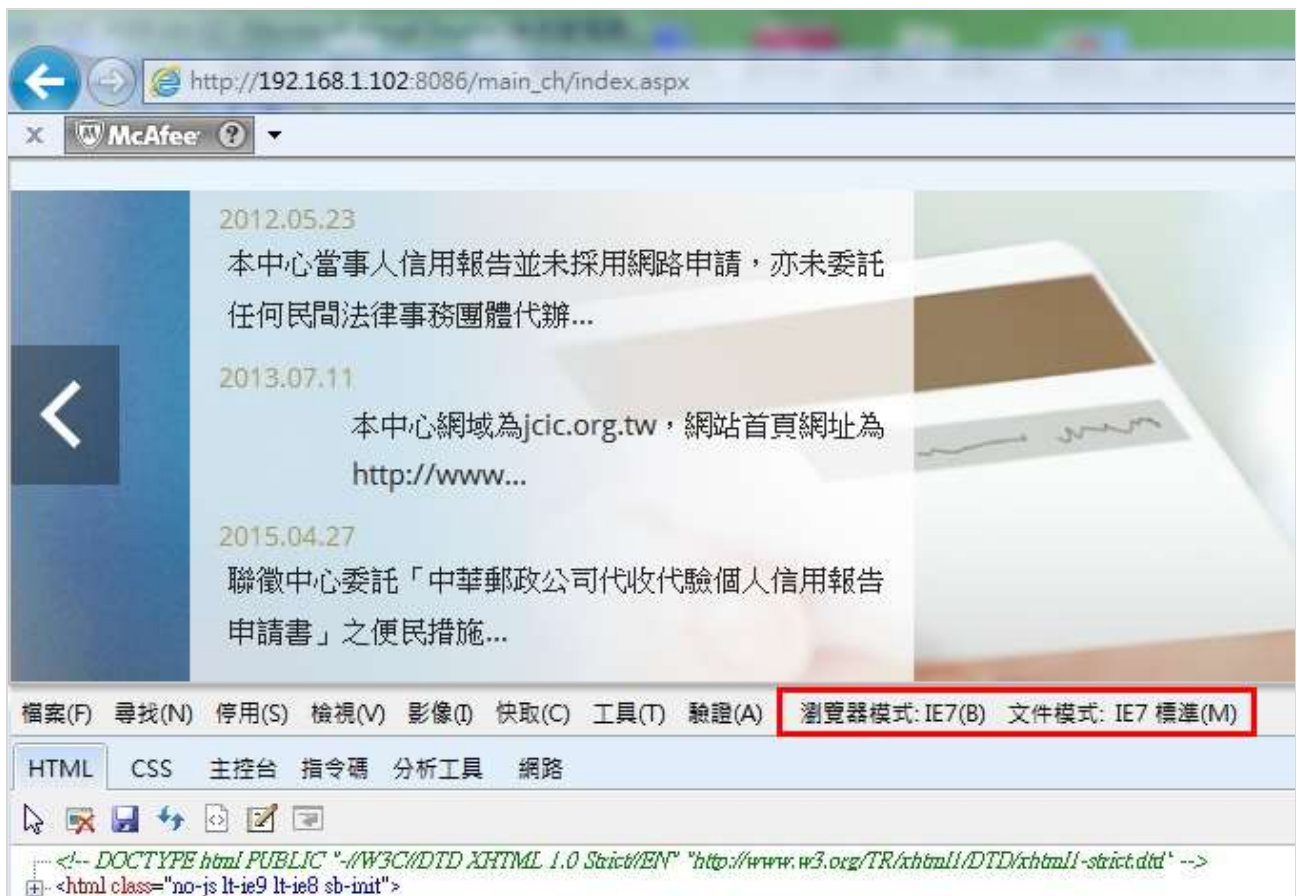 http://192.168.1.102:8086/main_ch/index.aspx
x McAfee ?
2012.05.23
本中心當事人信用報告並未採用網路申請，亦未委託
任何民間法律事務團體代辦...
2013.07.11
本中心網域為jcic.org.tw，網站首頁網址為
http://www...
2015.04.27
聯徵中心委託「中華郵政公司代收代驗個人信用報告
申請書」之便民措施...
檔案(F) 尋找(N) 停用(S) 檢視(V) 影像(I) 快取(C) 工具(T) 驗證(A) 瀏覽器模式: IE7(B) 文件模式: IE7 標準(M)
HTML CSS 主控台 指令碼 分析工具 網路
<!-- DOCTYPE html PUBLIC "-//W3C//DTD XHTML 1.0 Strict//EN" "http://www.w3.org/TR/xhtml1/DTD/xhtml1-strict.dtd" -->
<html class="no-js lt-ie9 lt-ie8 sb-init">